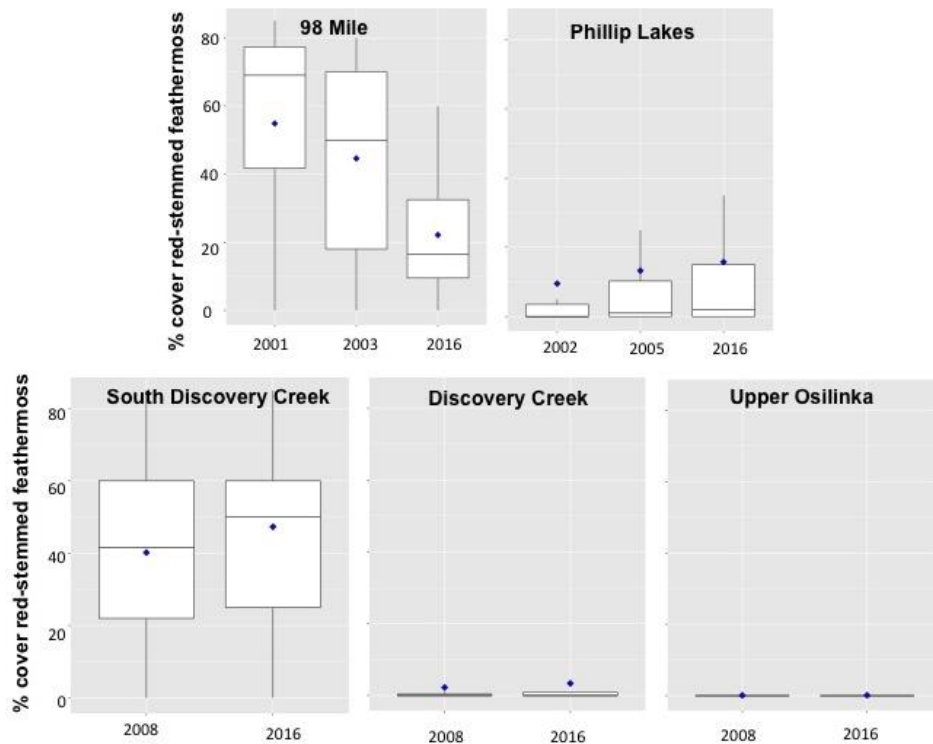 98 Mile
Phillip Lakes
% cover red-stemmed feathermoss
80
60
40
20
0
2001 2003 2016
2002 2005 2016
South Discovery Creek
Discovery Creek
Upper Osilinka
% cover red-stemmed feathermoss
80
60
40
20
0
2008 2016
2008 2016
2008 2016